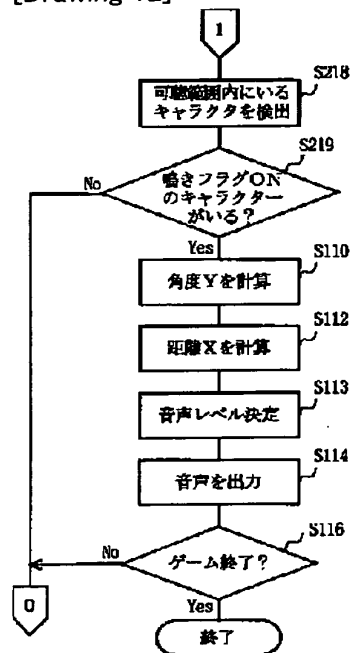 1
S218
可聴範囲内にいる
キャラクタを検出
S219
No
鳴きフラグON
のキャラクター
がいる?
Yes
S110
角度Yを計算
S112
距離Xを計算
S113
音声レベル決定
S114
音声を出力
S116
No
ゲーム終了?
0
Yes
終了